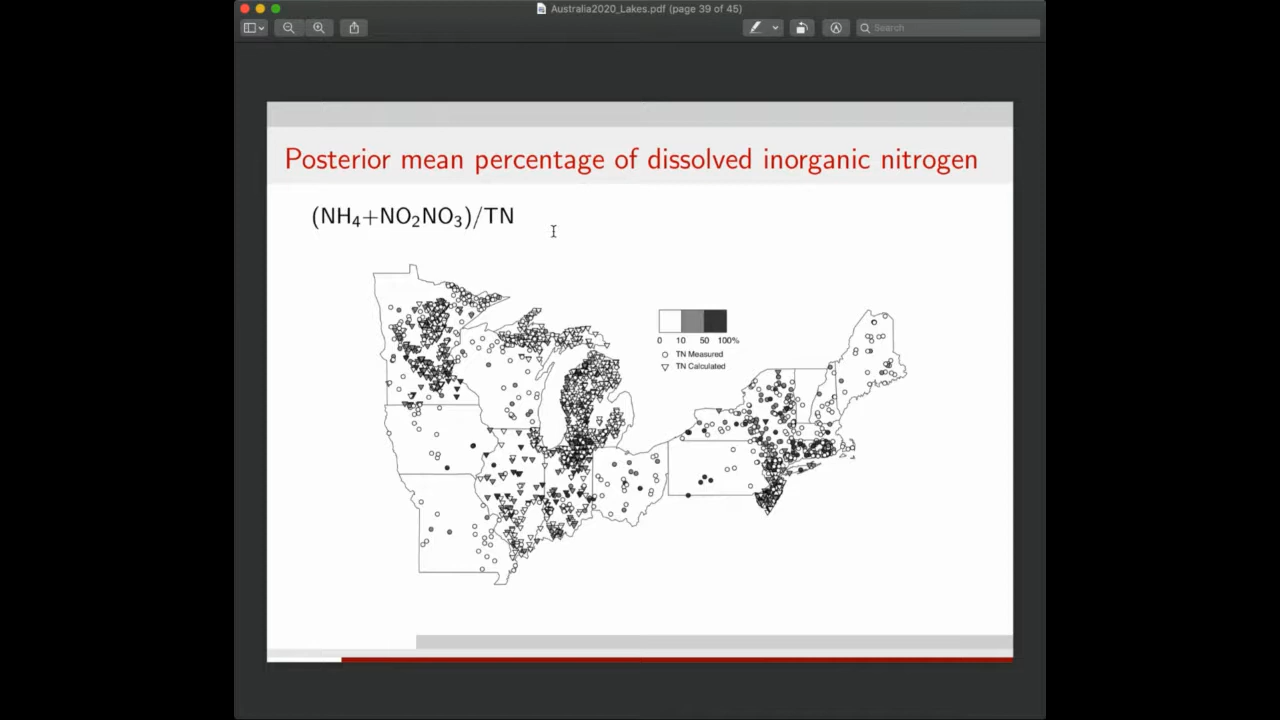 Australia2020_Lakes.pdf (page 39 of 45)
Search
Posterior mean percentage of dissolved inorganic nitrogen
(NH₄+NO₂NO₃)/TN
0 10 50 100%
TN Measured
TN Calculated